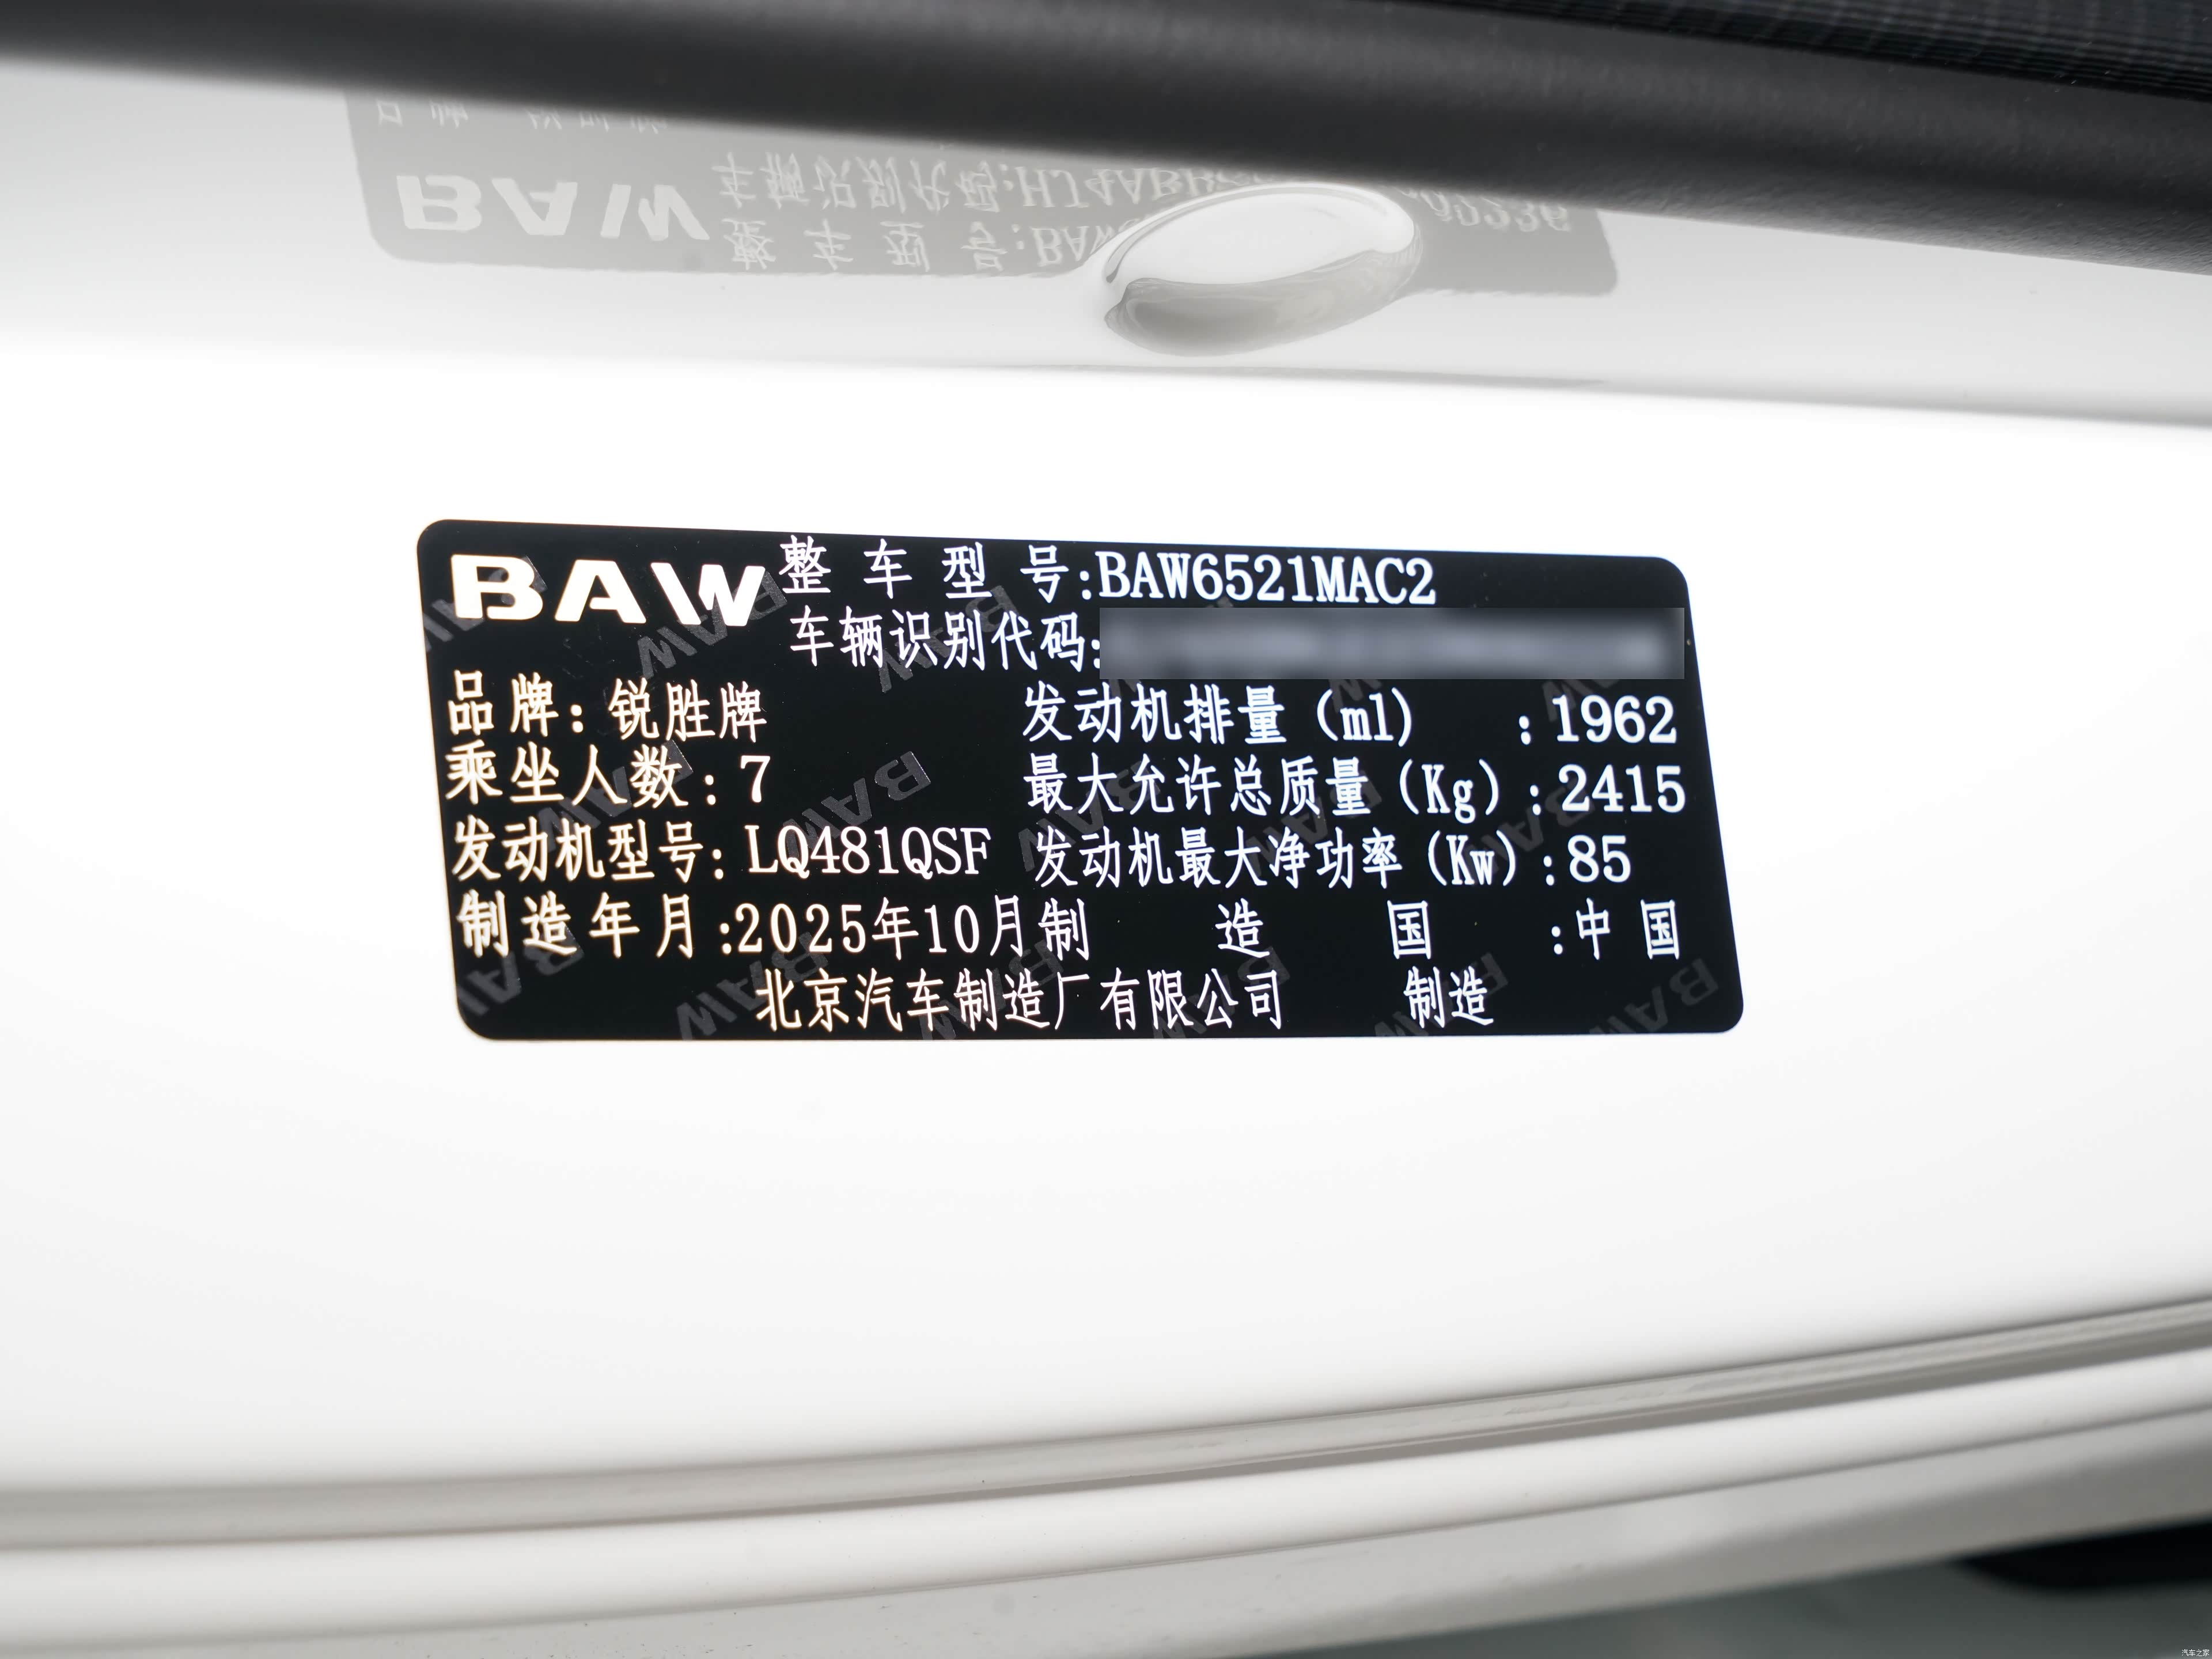 BAW 整车型号:BAW6521MAC2
车辆识别代码:
品牌:锐胜牌 发动机排量(ml) :1962
乘坐人数:7 最大允许总质量(Kg):2415
发动机型号:LQ481QSF 发动机最大净功率(Kw):85
制造年月:2025年10月 制造国:中国
北京汽车制造厂有限公司 制造
汽车之家